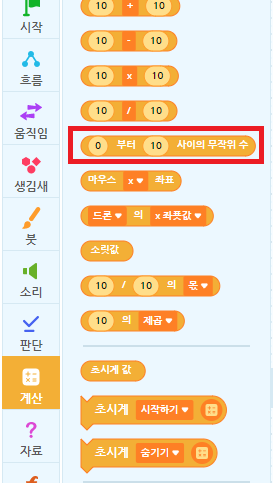 시작
흐름
움직임
생김새
붓
소리
판단
계산
자료
10 + 10
10 - 10
10 x 10
10 / 10
0 부터 10 사이의 무작위 수
마우스 x 좌표
드론 의 x 좌푯값
소릿값
10 / 10 의 몫
10 의 제곱
초시계 값
초시계 시작하기
초시계 숨기기